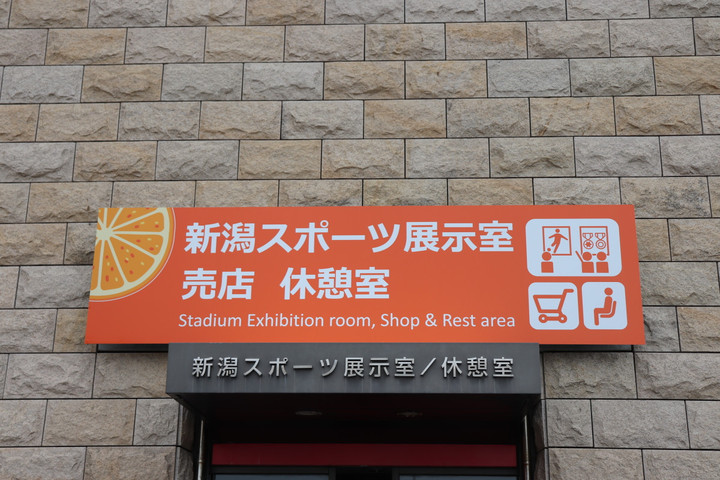 新潟スポーツ展示室
売店 休憩室
Stadium Exhibition room, Shop & Rest area
新潟スポーツ展示室／休憩室